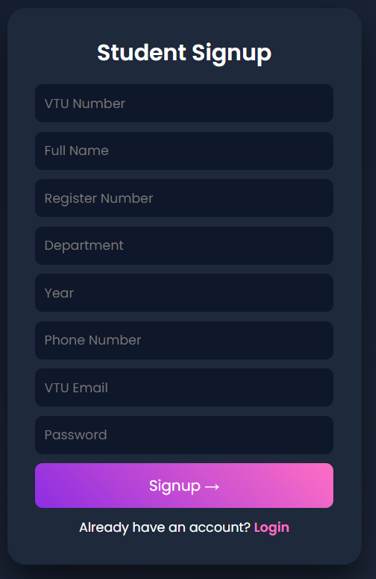 Student Signup
VTU Number
Full Name
Register Number
Department
Year
Phone Number
VTU Email
Password
Signup →
Already have an account? Login